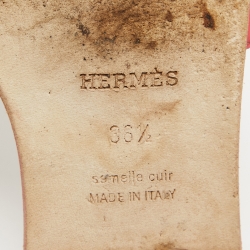 HERMÈS
36½
semelle cuir
MADE IN ITALY